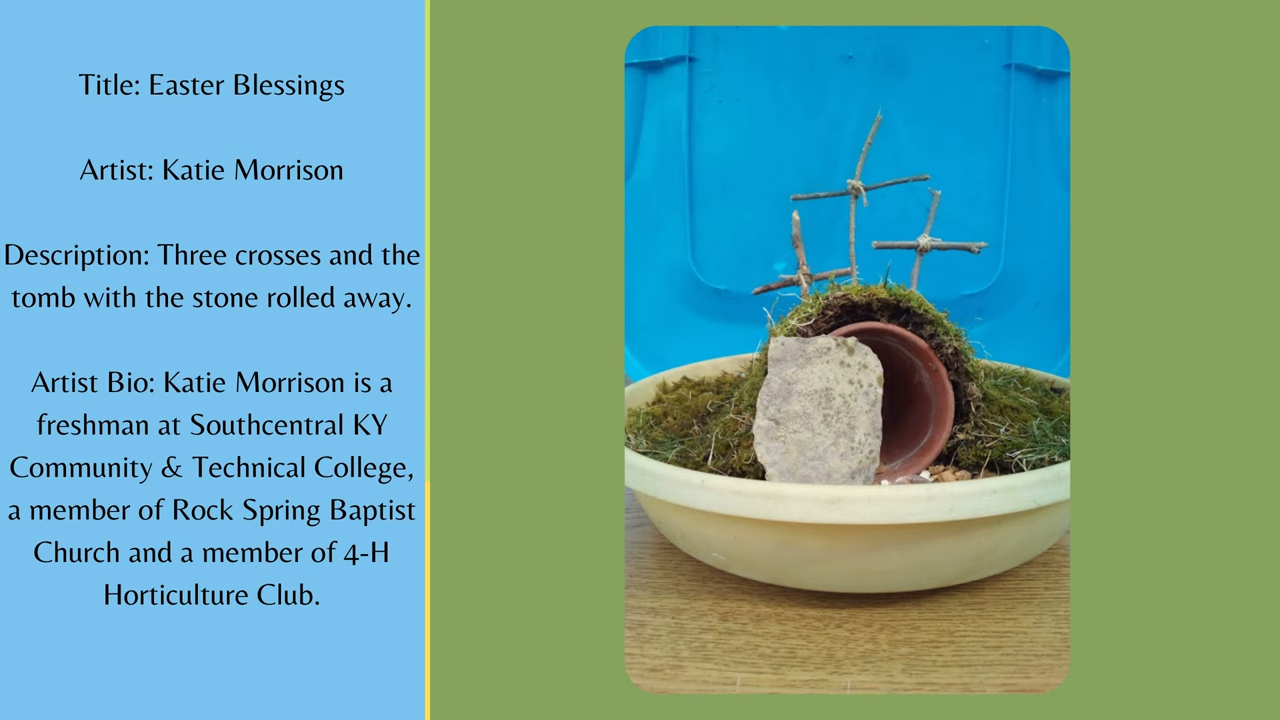 Title: Easter Blessings
Artist: Katie Morrison
Description: Three crosses and the
tomb with the stone rolled away.
Artist Bio: Katie Morrison is a
freshman at Southcentral KY
Community & Technical College,
a member of Rock Spring Baptist
Church and a member of 4-H
Horticulture Club.